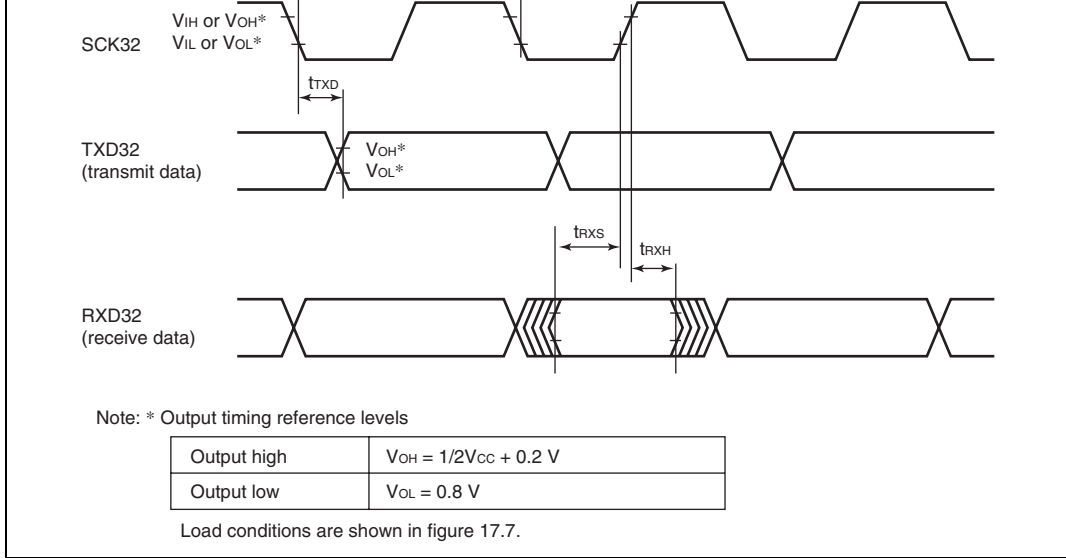 VIH or VOH*
SCK32 VIL or VOL*
tTXD
TXD32 VOH*
(transmit data) VOL*
tRXS
tRXH
RXD32
(receive data)
Note: * Output timing reference levels
Output high VOH = 1/2VCC + 0.2 V
Output low VOL = 0.8 V
Load conditions are shown in figure 17.7.